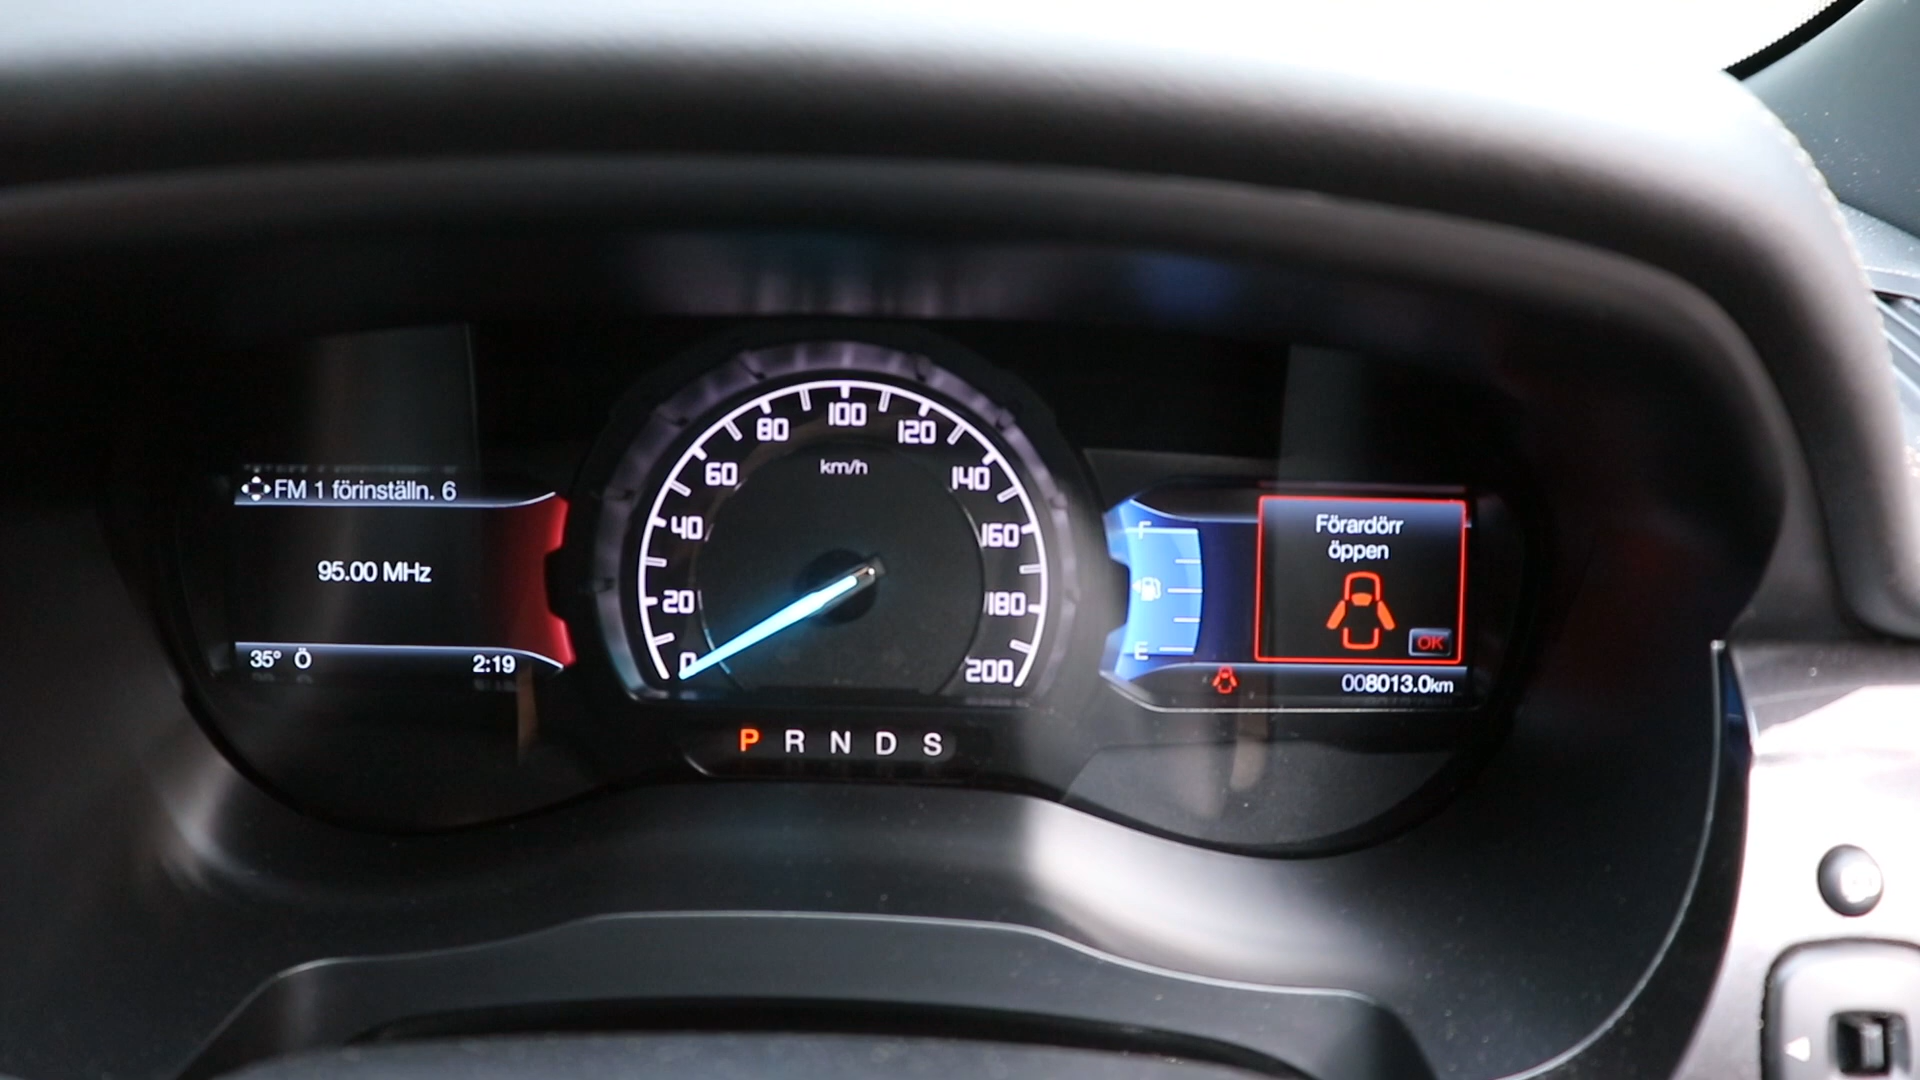 FM 1 förinställn. 6
95.00 MHz
35° Ö
2:19
0
20
40
60
80
100
120
140
160
180
200
km/h
P R N D S
F
E
Förardörr
öppen
OK
008013.0km